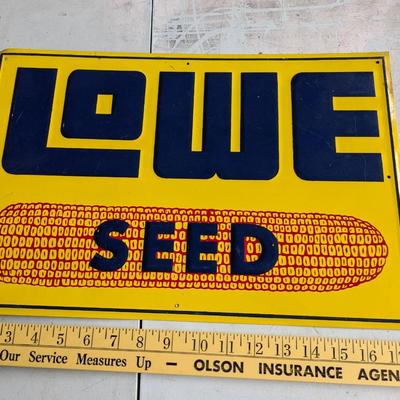 LOWE
SEED
3 4 5 6 7 8 9 10 11 12 13 14 15 16 17
Our Service Measures Up — OLSON INSURANCE AGEN